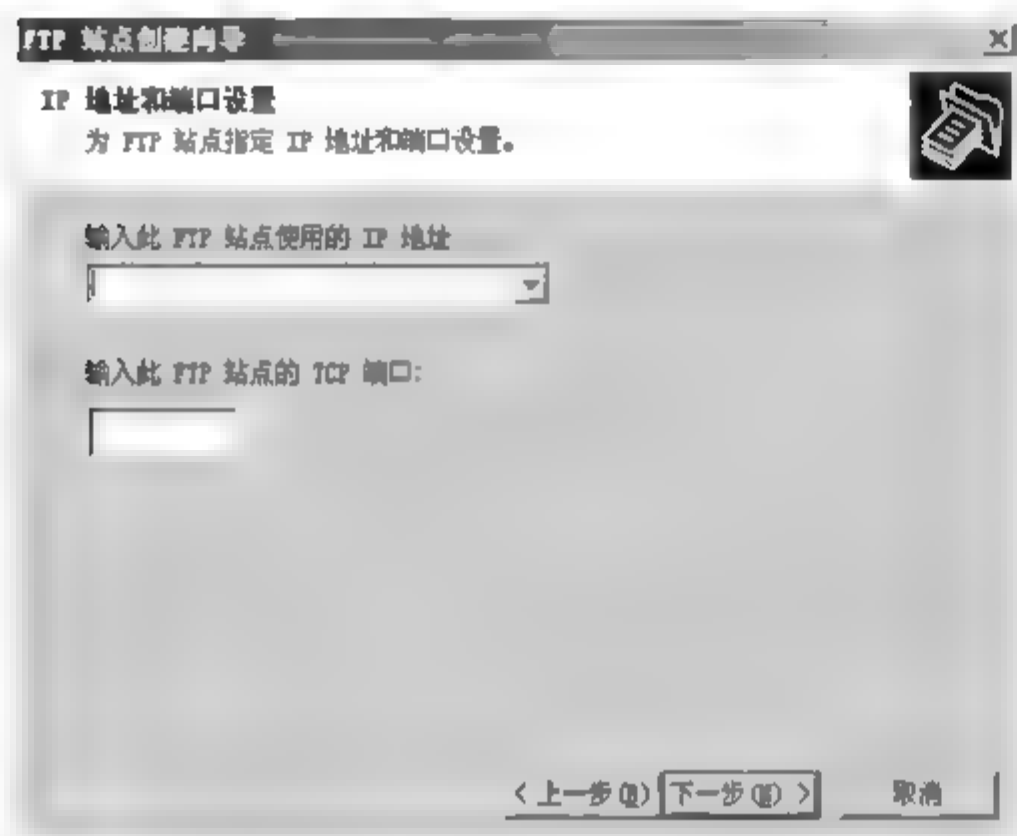 FTP 站点创建向导
IP 地址和端口设置
为 FTP 站点指定 IP 地址和端口设置。
输入此 FTP 站点使用的 IP 地址
输入此 FTP 站点的 TCP 端口:
< 上一步(B) 下一步(N) > 取消